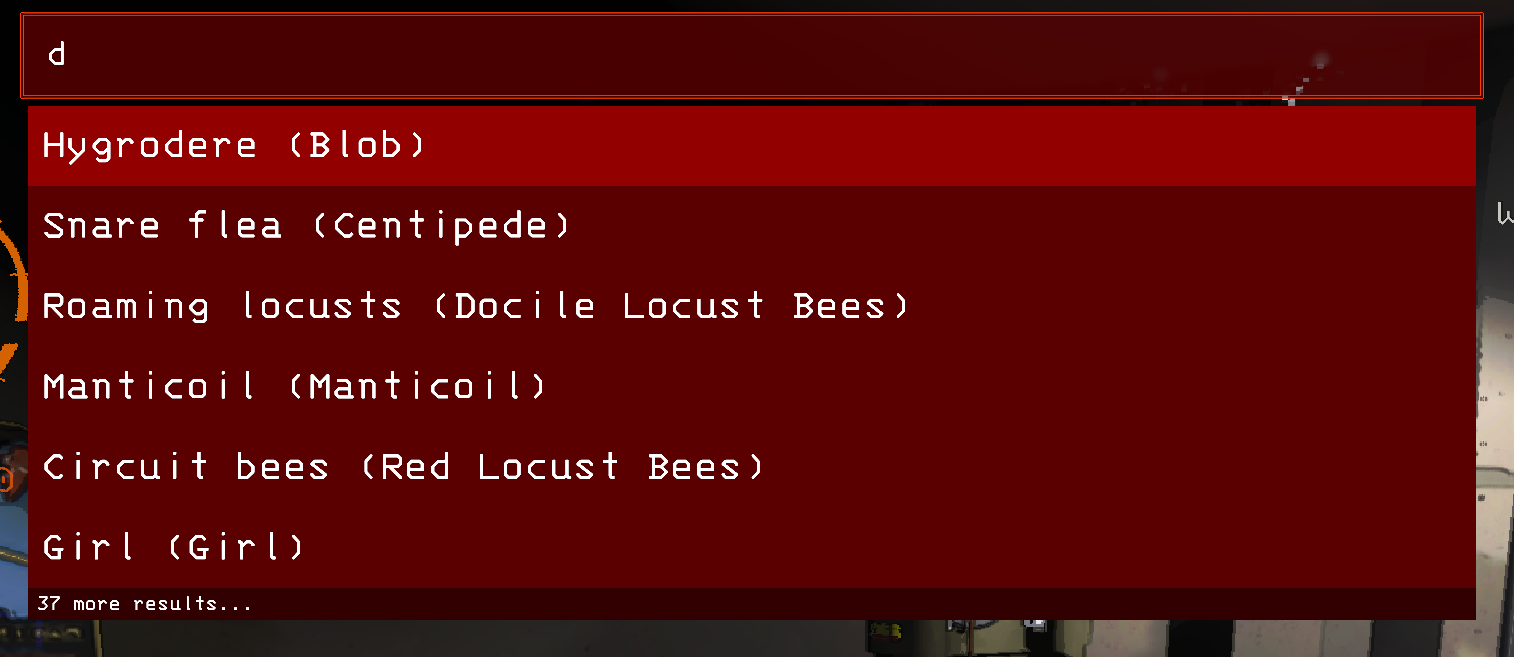 d
Hygrodere (Blob)
Snare flea (Centipede)
Roaming locusts (Docile Locust Bees)
Manticoil (Manticoil)
Circuit bees (Red Locust Bees)
Girl (Girl)
37 more results...